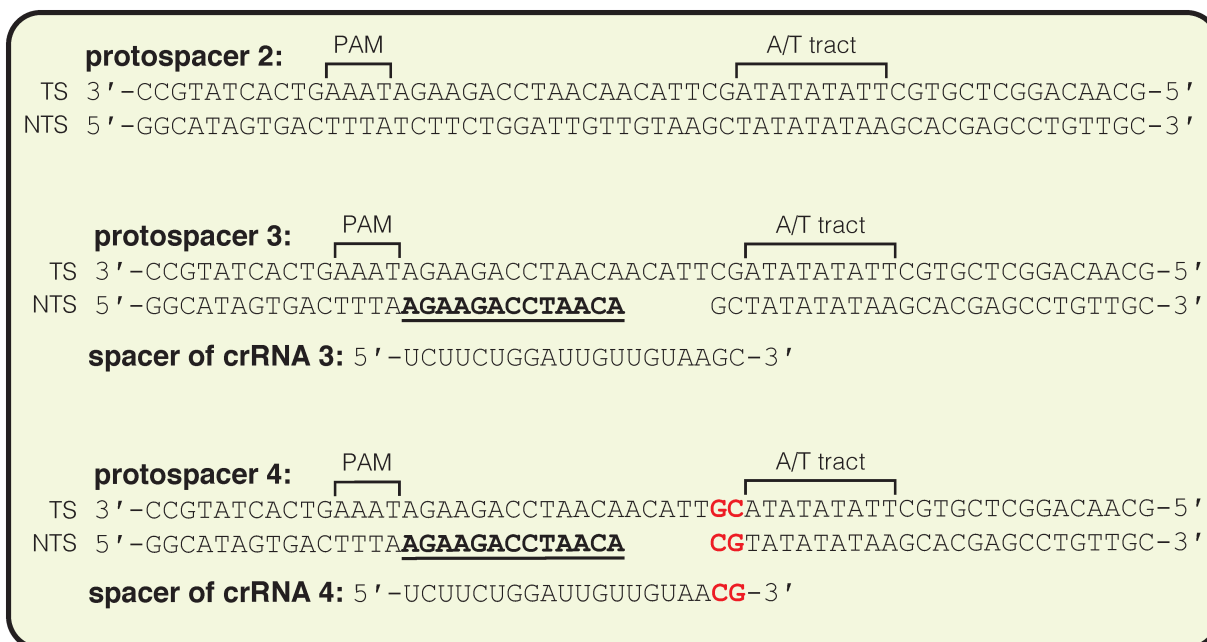 PAM A/T tract
protospacer 2:
TS 3′-CCGTATCACTGAAATAGAAGACCTAACAACATTCGATATATATTCGTGCTCGGACAACG-5′
NTS 5′-GGCATAGTGACTTTATCTTCTGGATTGTTGTAAGCTATATATAAGCACGAGCCTGTTGC-3′
PAM A/T tract
protospacer 3:
TS 3′-CCGTATCACTGAAATAGAAGACCTAACAACATTCGATATATATTCGTGCTCGGACAACG-5′
NTS 5′-GGCATAGTGACTTTAAGAAGACCTAACA GCTATATATAAGCACGAGCCTGTTGC-3′
spacer of crRNA 3: 5′-UCUUCUGGAUUGUUGUAAGC-3′
PAM A/T tract
protospacer 4:
TS 3′-CCGTATCACTGAAATAGAAGACCTAACAACATTGCATATATATTCGTGCTCGGACAACG-5′
NTS 5′-GGCATAGTGACTTTAAGAAGACCTAACA CGTATATATAAGCACGAGCCTGTTGC-3′
spacer of crRNA 4: 5′-UCUUCUGGAUUGUUGUAACG-3′